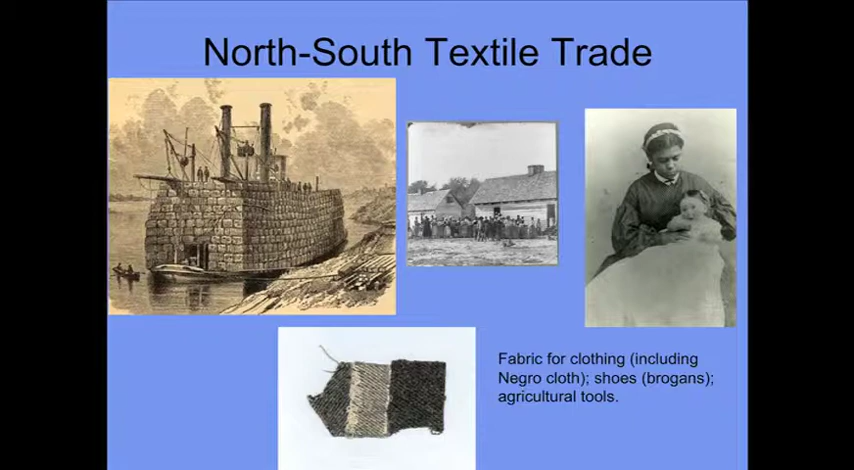 North-South Textile Trade
Fabric for clothing (including
Negro cloth); shoes (brogans);
agricultural tools.